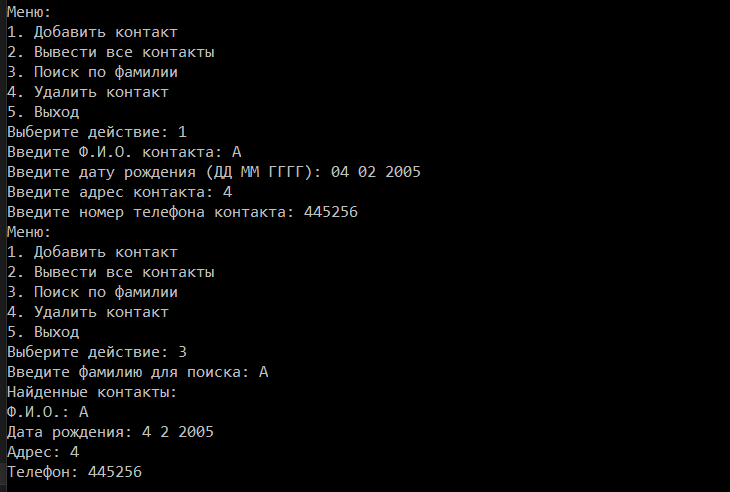 Меню:
1. Добавить контакт
2. Вывести все контакты
3. Поиск по фамилии
4. Удалить контакт
5. Выход
Выберите действие: 1
Введите Ф.И.О. контакта: А
Введите дату рождения (ДД ММ ГГГГ): 04 02 2005
Введите адрес контакта: 4
Введите номер телефона контакта: 445256
Меню:
1. Добавить контакт
2. Вывести все контакты
3. Поиск по фамилии
4. Удалить контакт
5. Выход
Выберите действие: 3
Введите фамилию для поиска: А
Найденные контакты:
Ф.И.О.: А
Дата рождения: 4 2 2005
Адрес: 4
Телефон: 445256